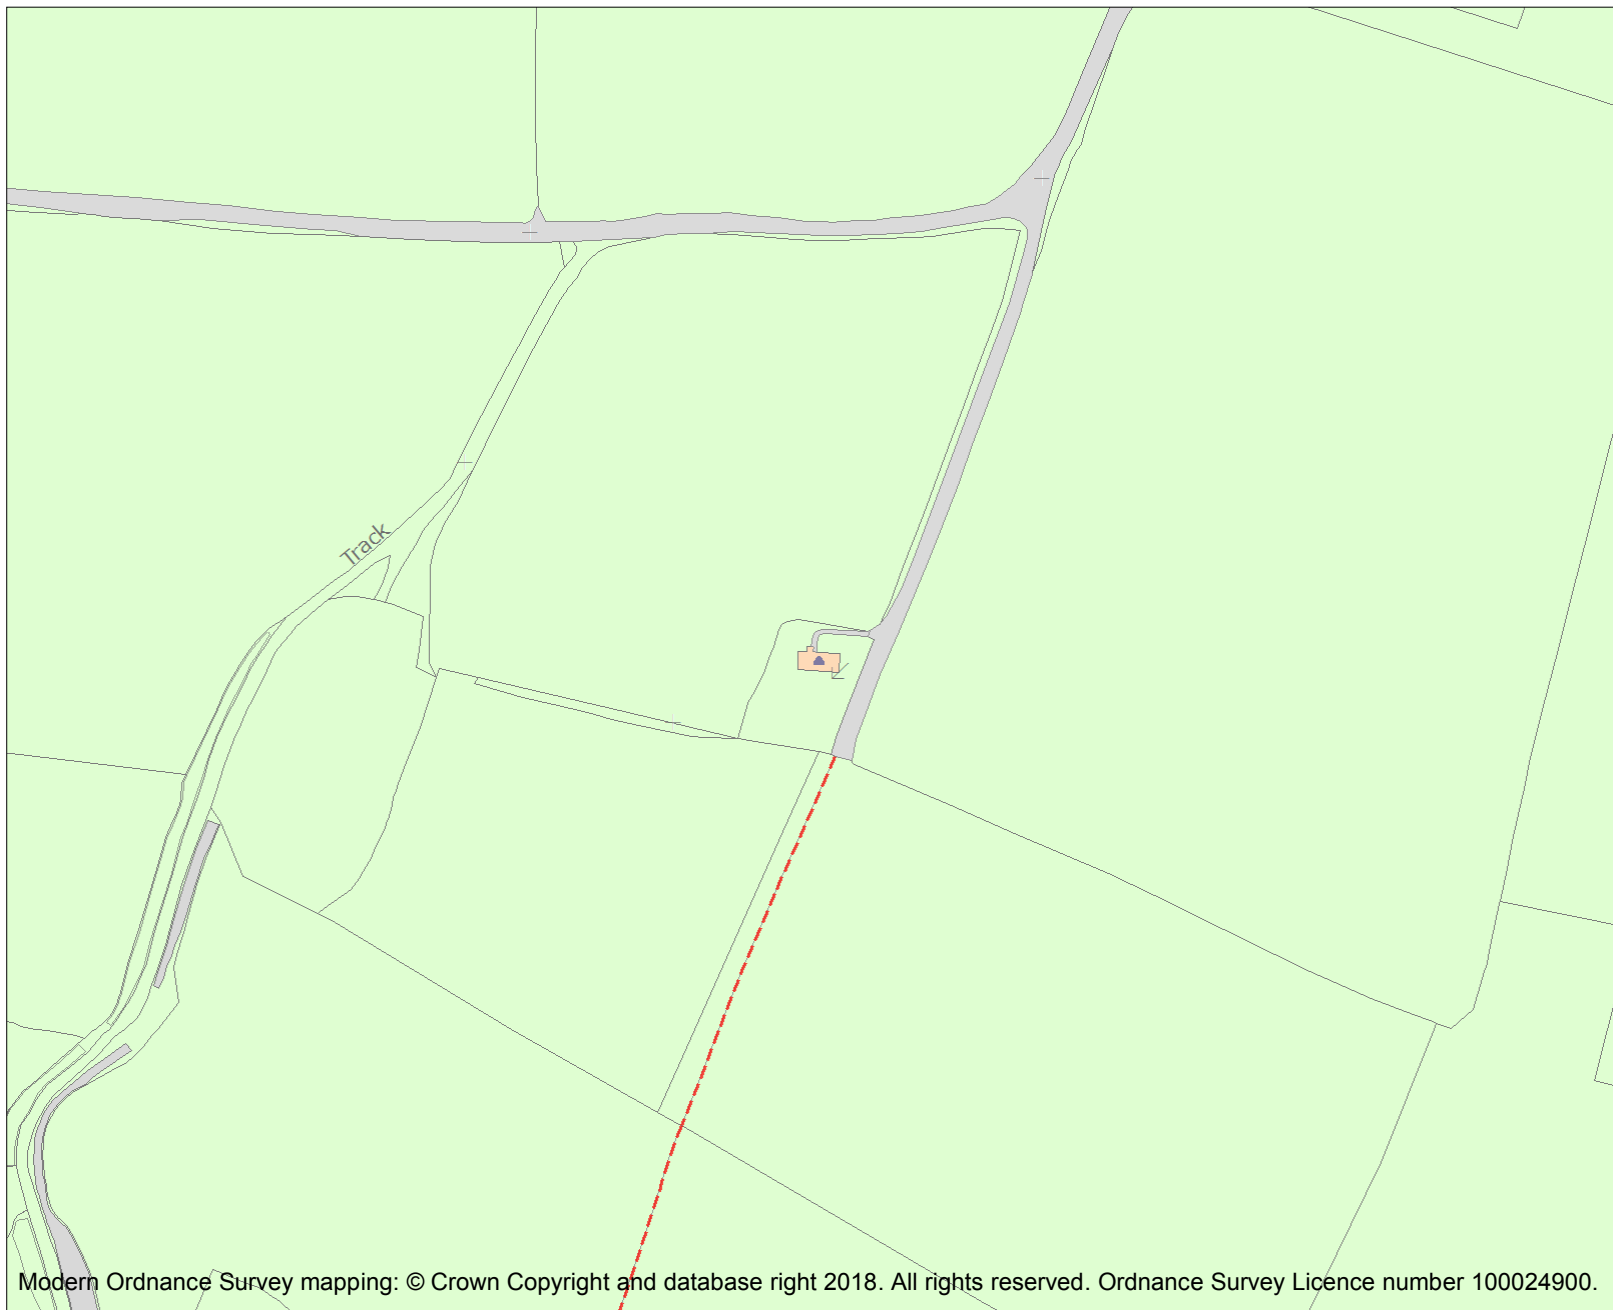 Track
Modern Ordnance Survey mapping: © Crown Copyright and database right 2018. All rights reserved. Ordnance Survey Licence number 100024900.